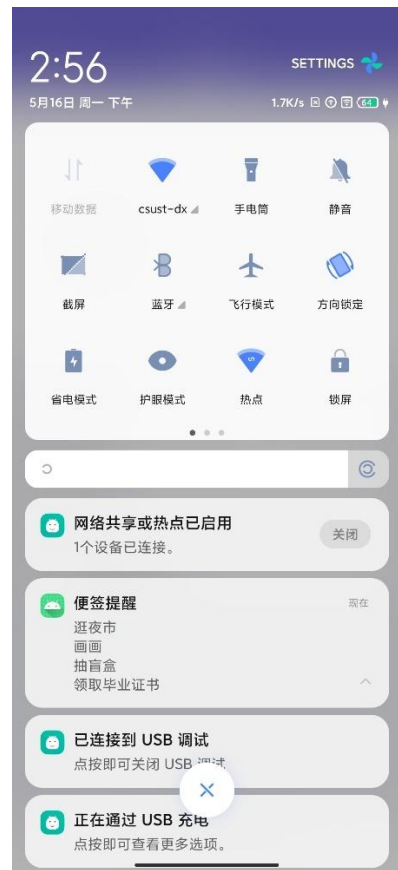 2:56
SETTINGS
5月16日 周一 下午
1.7K/s
64
移动数据
csust-dx
手电筒
静音
截屏
蓝牙
飞行模式
方向锁定
省电模式
护眼模式
热点
锁屏
网络共享或热点已启用
1个设备已连接。
关闭
便签提醒
现在
逛夜市
画画
抽盲盒
领取毕业证书
已连接到 USB 调试
点按即可关闭 USB 调试
正在通过 USB 充电
点按即可查看更多选项。